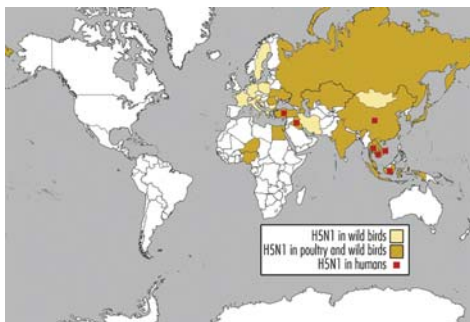 H5N1 in wild birds
H5N1 in poultry and wild birds
H5N1 in humans